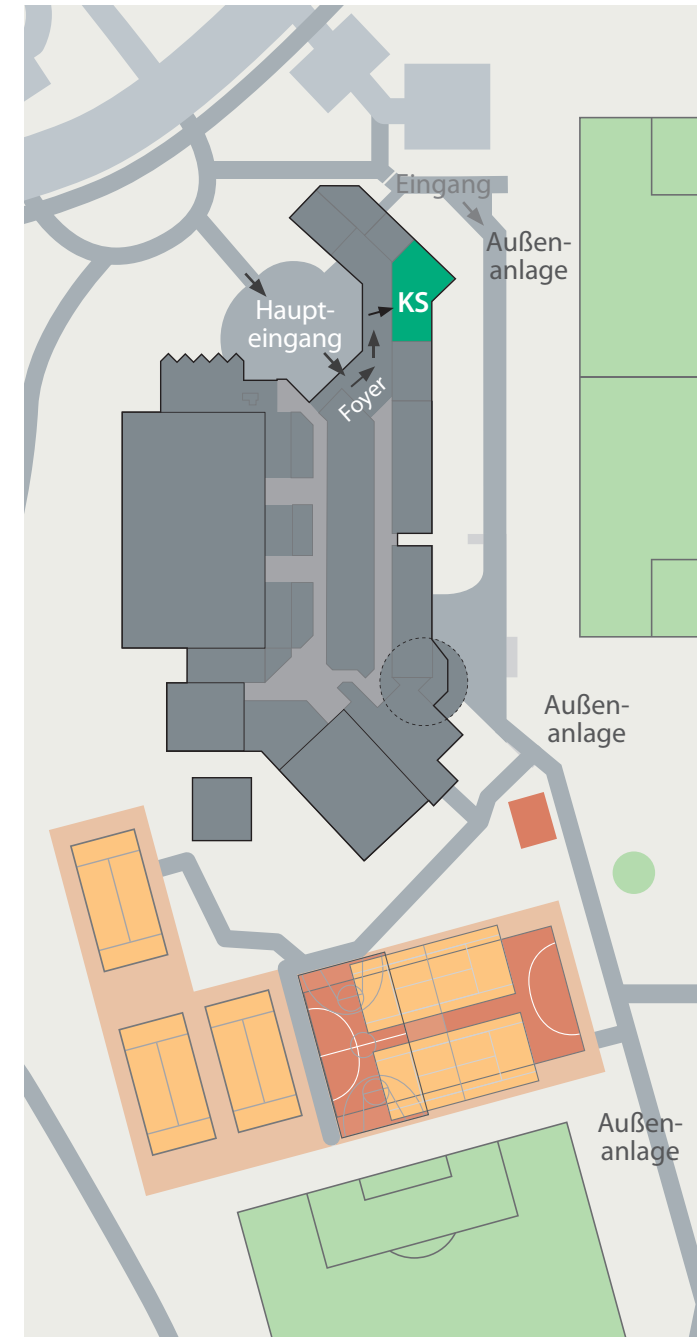 Eingang
Außen-
anlage
KS
Haupt-
eingang
Foyer
Außen-
anlage
Außen-
anlage